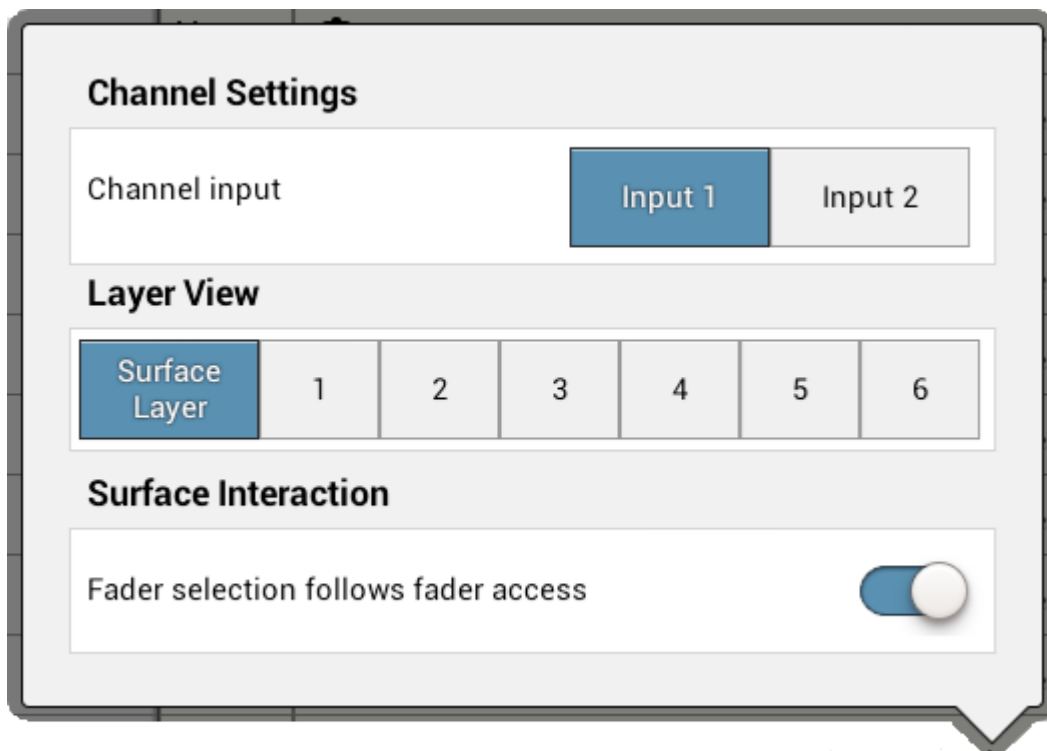 Channel Settings
Channel input
Input 1
Input 2
Layer View
Surface
Layer
1
2
3
4
5
6
Surface Interaction
Fader selection follows fader access